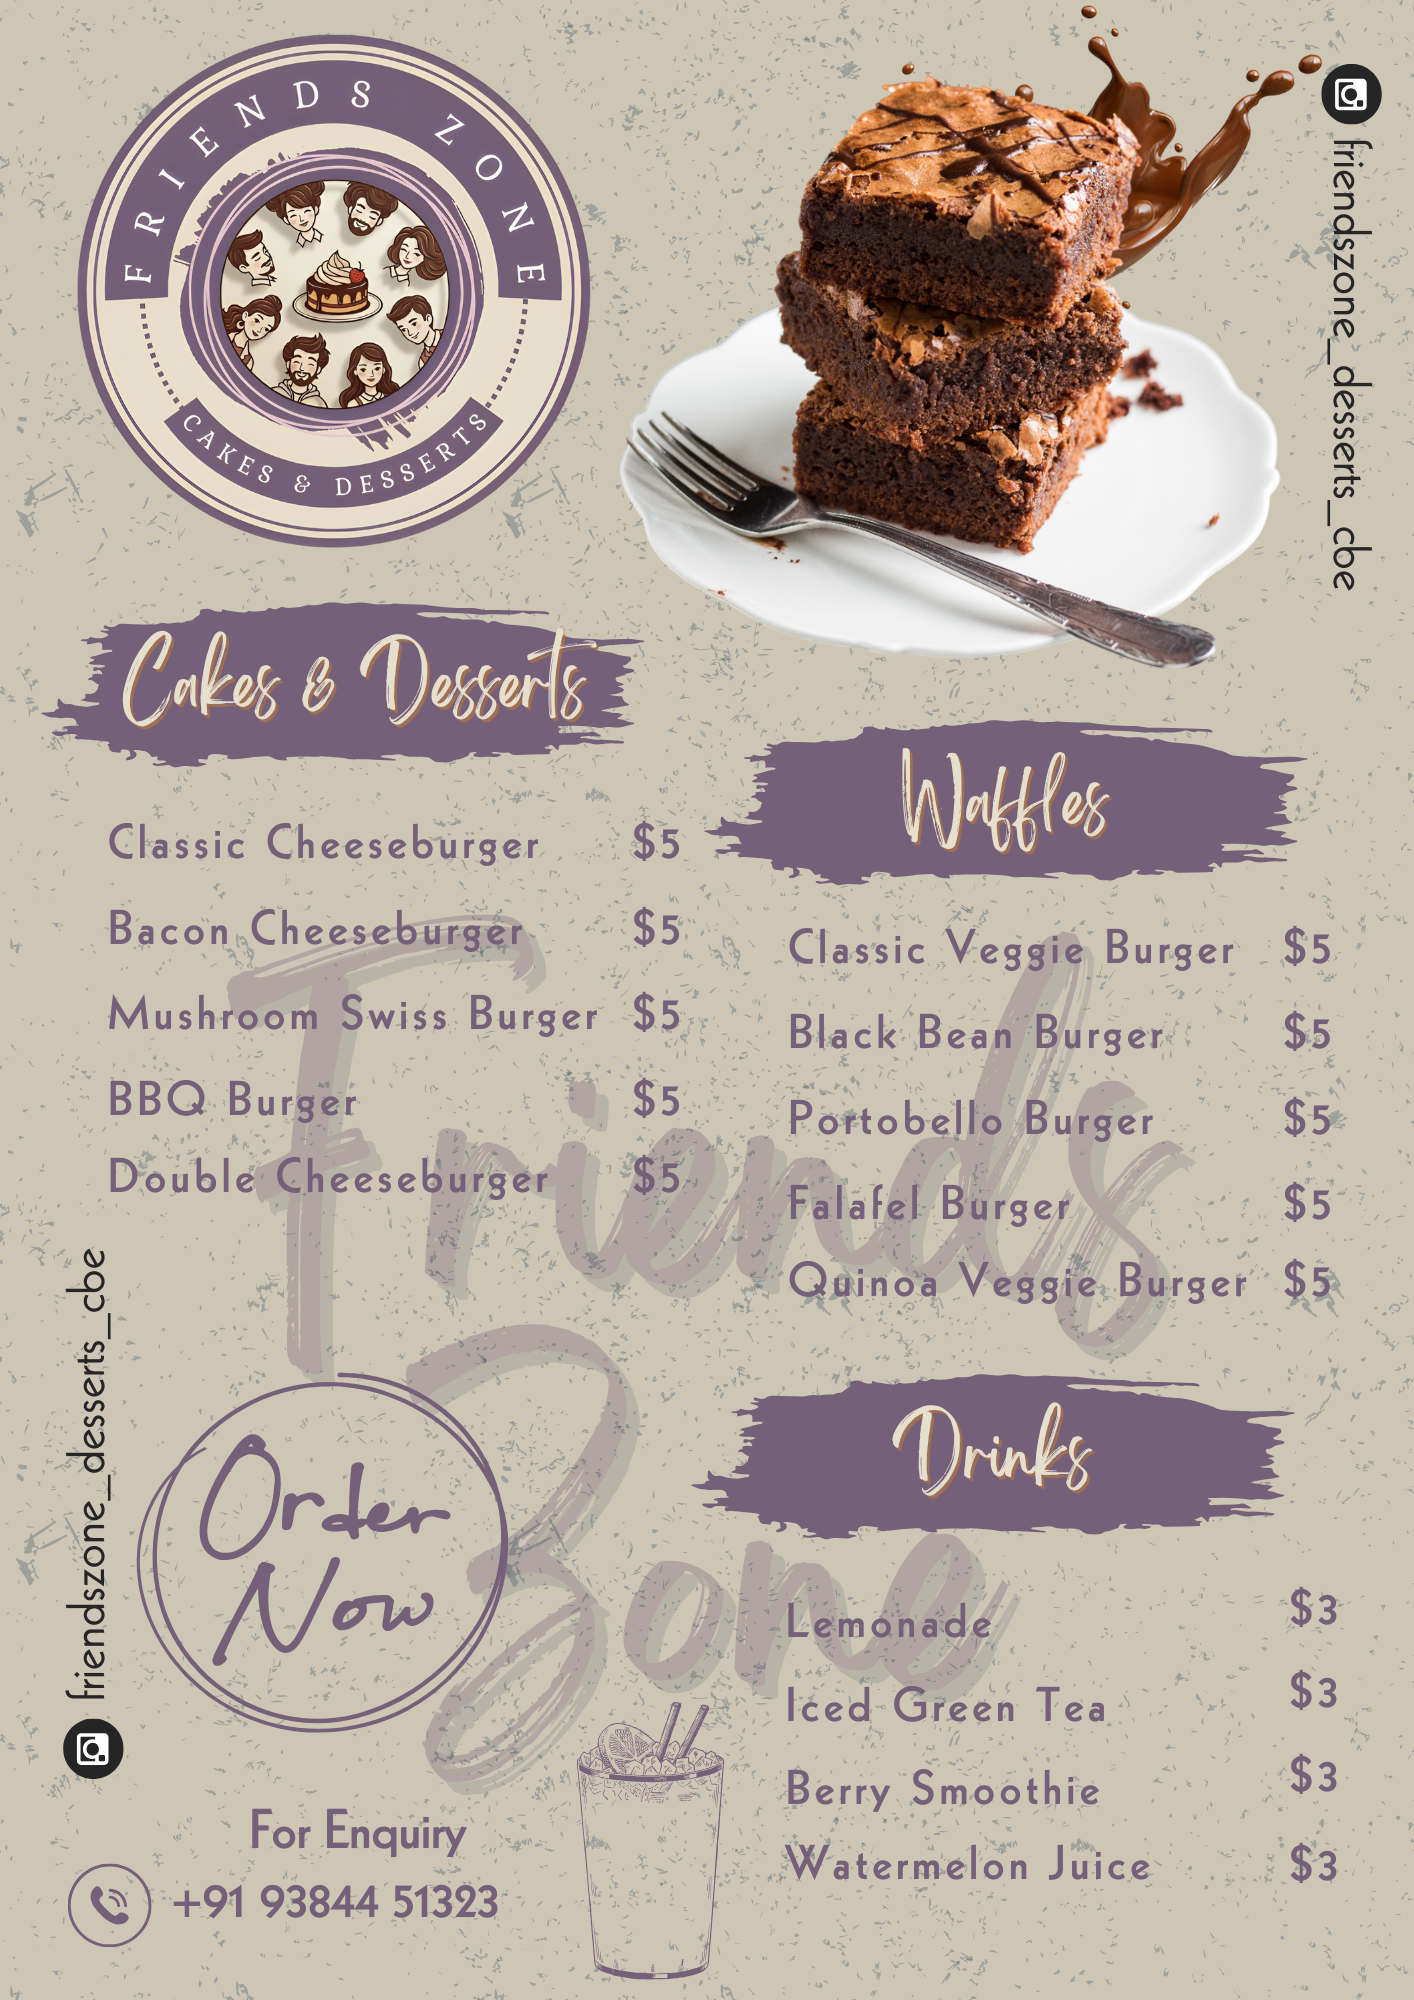 FRIENDS ZONE
CAKES & DESSERTS
friendszone_desserts_cbe
Cakes & Desserts
Classic Cheeseburger $5
Bacon Cheeseburger $5
Mushroom Swiss Burger $5
BBQ Burger $5
Double Cheeseburger $5
Waffles
Classic Veggie Burger $5
Black Bean Burger $5
Portobello Burger $5
Falafel Burger $5
Quinoa Veggie Burger $5
Friends
Zone
Drinks
Lemonade $3
Iced Green Tea $3
Berry Smoothie $3
Watermelon Juice $3
friendszone_desserts_cbe
Order
Now
For Enquiry
+91 93844 51323